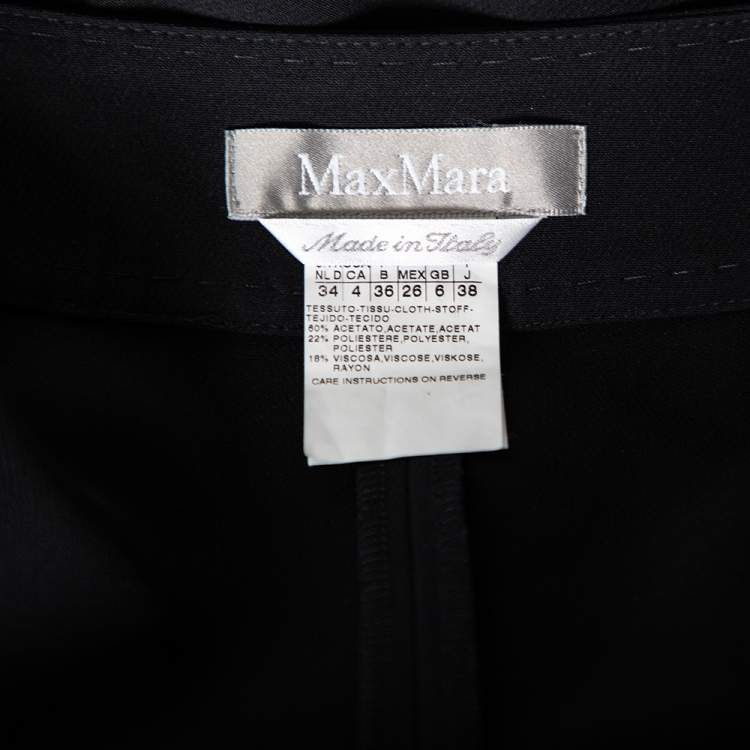 MaxMara
Made in Italy
NL D CA B MEX GB J
34 4 36 26 6 38
TESSUTO-TISSU-CLOTH-STOFF-
TEJIDO-TECIDO
60% ACETATO,ACETATE,ACETAT
22% POLIESTERE,POLYESTER,
POLIESTER
18% VISCOSA,VISCOSE,VISKOSE,
RAYON
CARE INSTRUCTIONS ON REVERSE